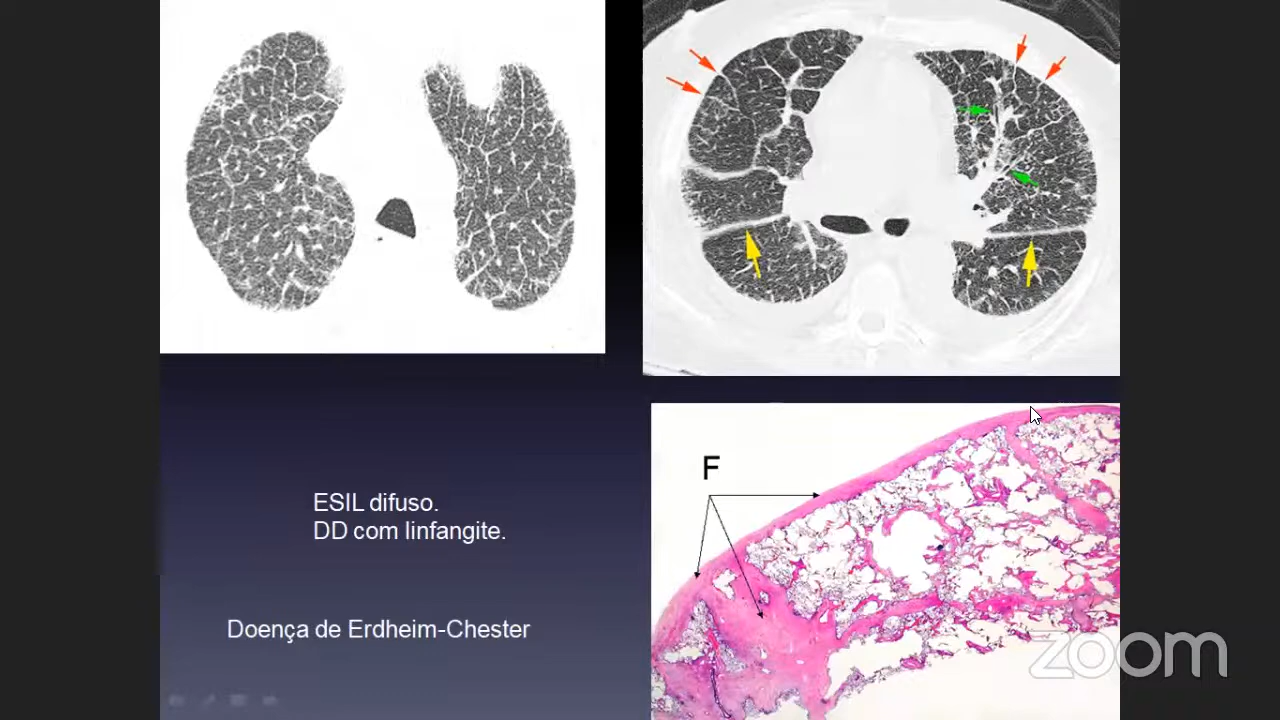 F
ESIL difuso.
DD com linfangite.
Doença de Erdheim-Chester
zoom